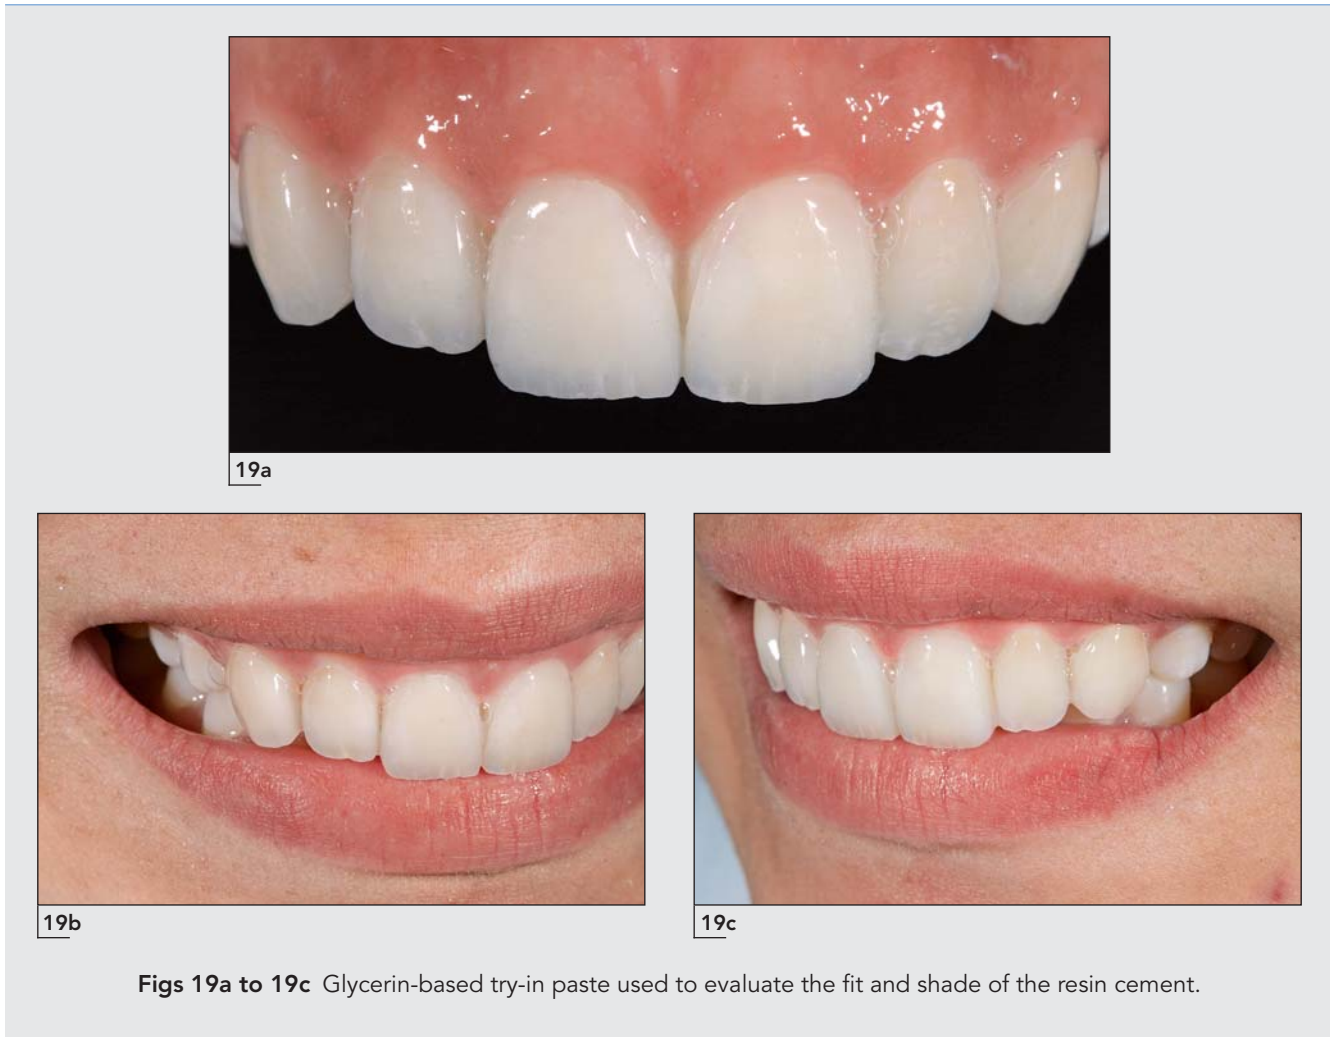 19a
19b
19c
Figs 19a to 19c Glycerin-based try-in paste used to evaluate the fit and shade of the resin cement.